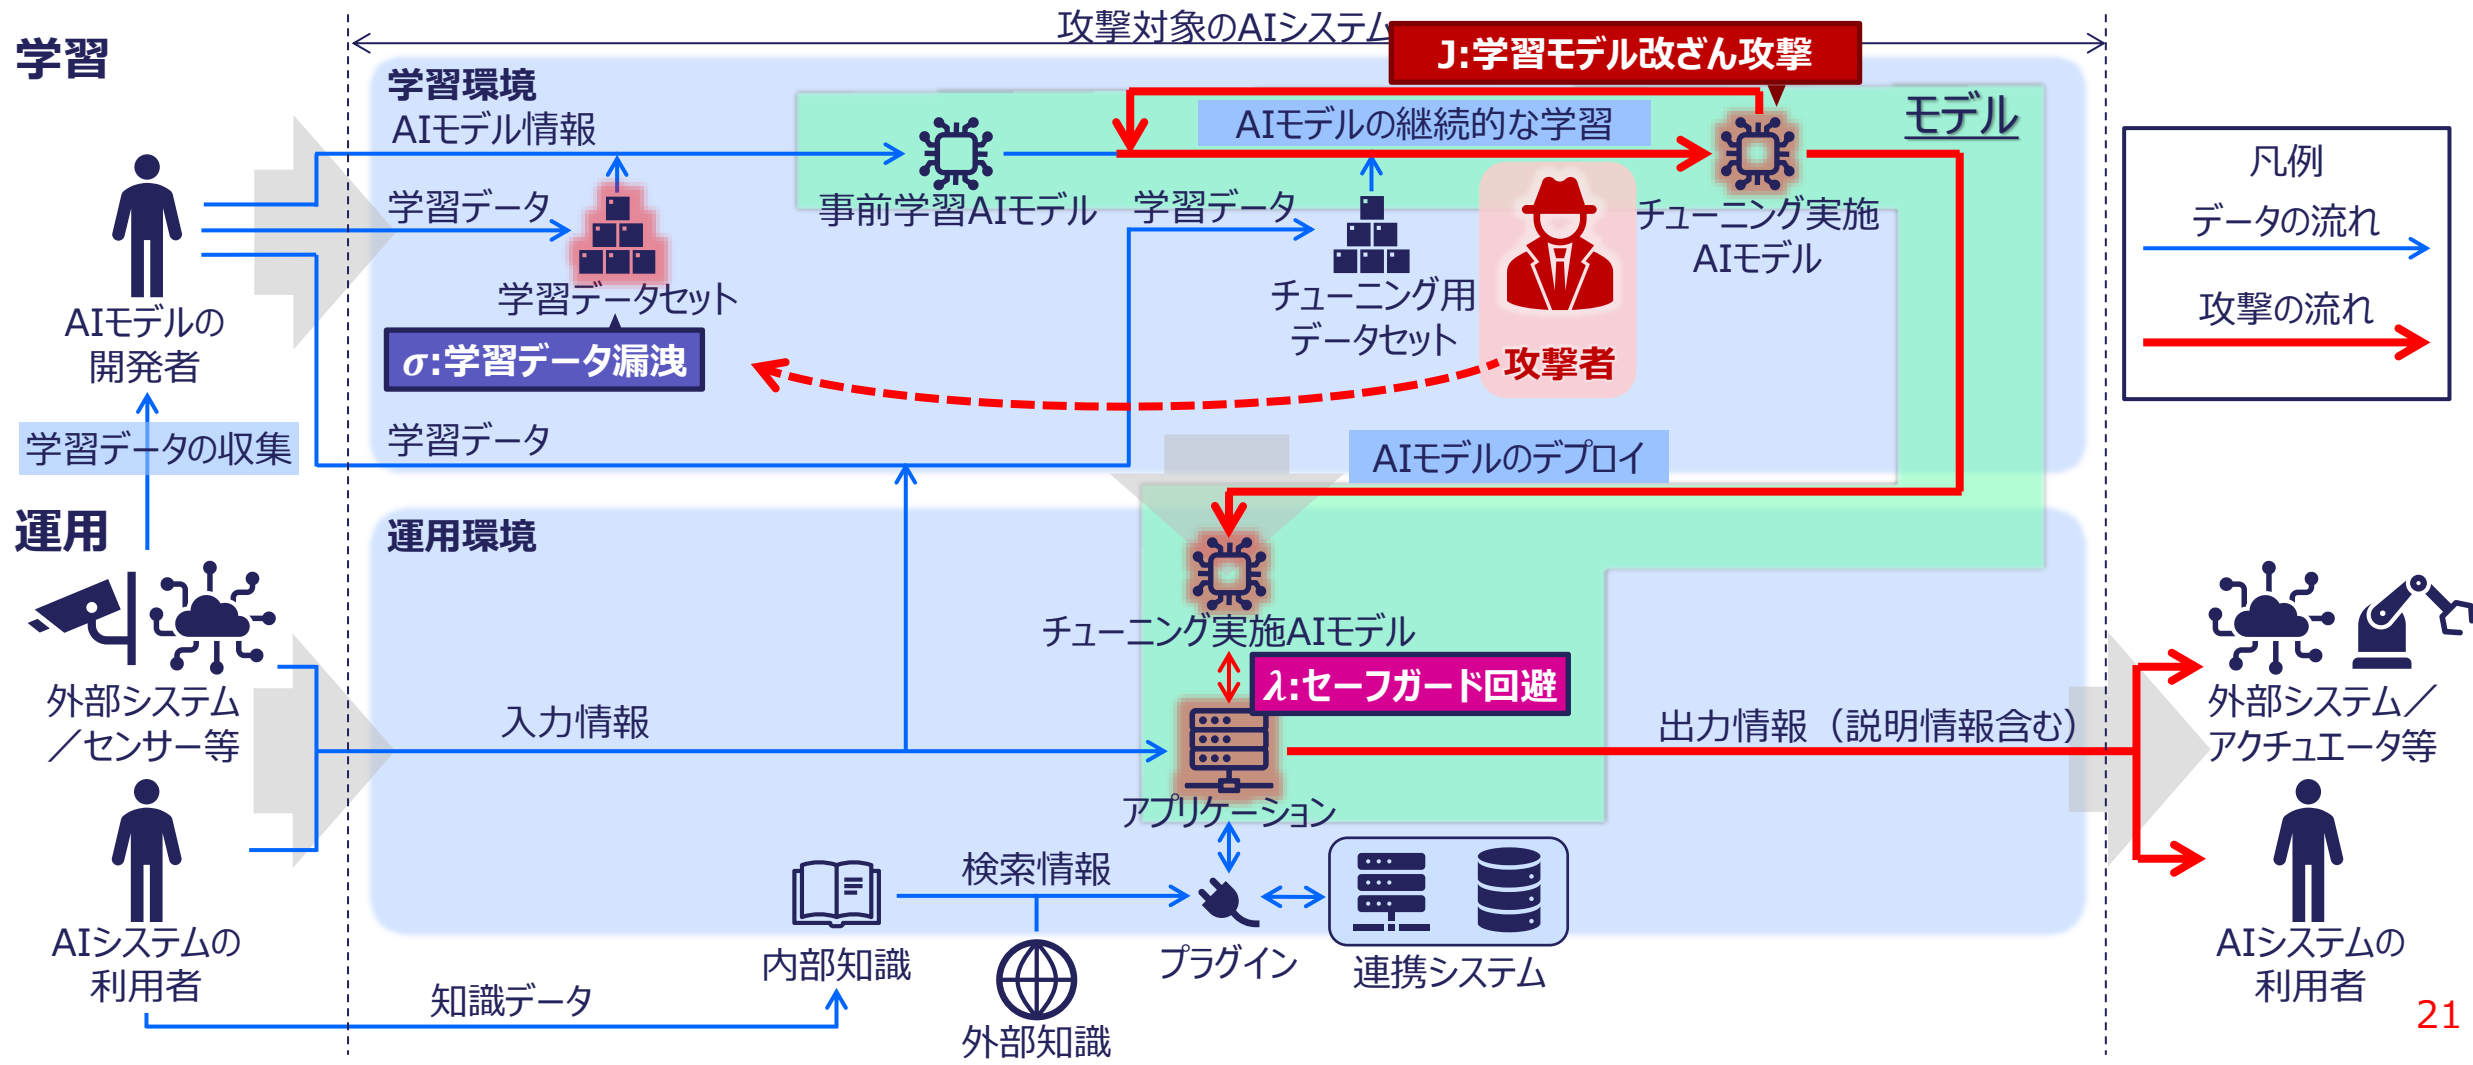 攻撃対象のAIシステム
J:学習モデル改ざん攻撃
学習
学習環境
AIモデル情報
AIモデルの継続的な学習
モデル
凡例
データの流れ
攻撃の流れ
学習データ
事前学習AIモデル
学習データ
チューニング実施
AIモデル
学習データセット
チューニング用
データセット
AIモデルの
開発者
σ:学習データ漏洩
攻撃者
学習データの収集
学習データ
AIモデルのデプロイ
運用
運用環境
チューニング実施AIモデル
λ:セーフガード回避
外部システム
／センサー等
入力情報
出力情報（説明情報含む）
外部システム／
アクチュエータ等
アプリケーション
検索情報
AIシステムの
利用者
内部知識
プラグイン
連携システム
AIシステムの
利用者
知識データ
外部知識
21